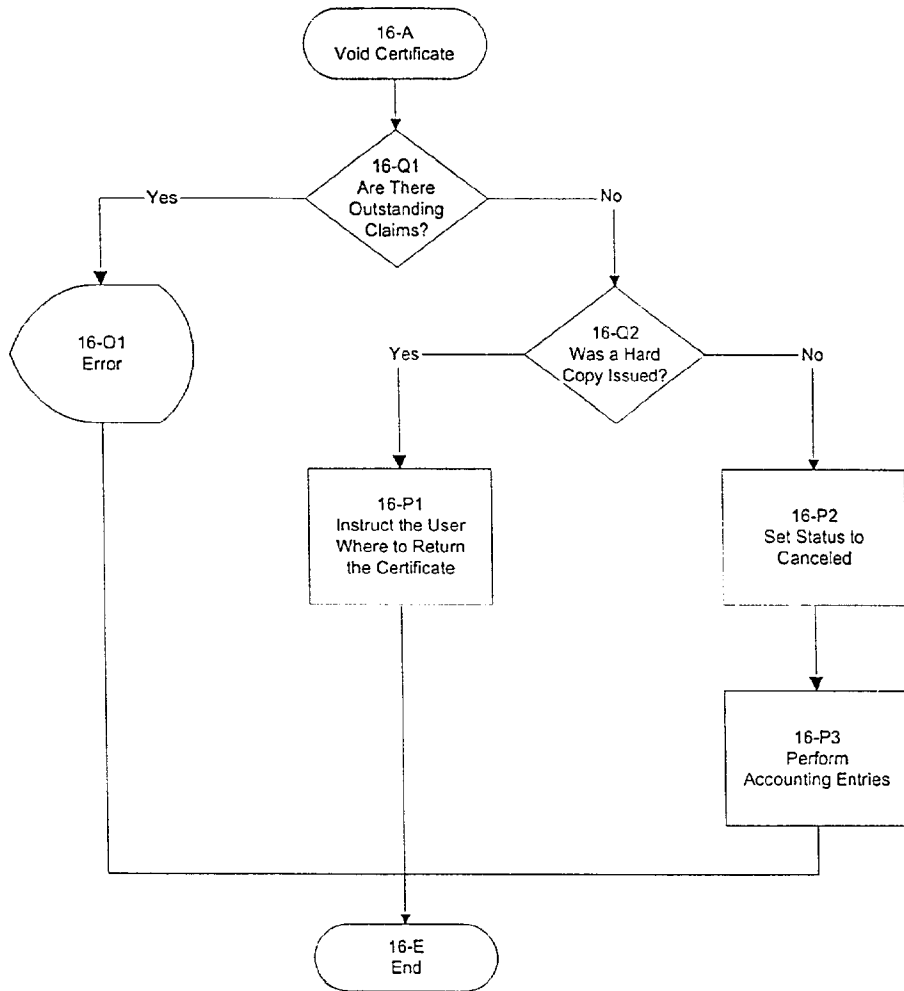 16-A
Void Certificate
16-Q1
Are There
Outstanding
Claims?
Yes
No
16-O1
Error
16-Q2
Was a Hard
Copy Issued?
Yes
No
16-P1
Instruct the User
Where to Return
the Certificate
16-P2
Set Status to
Canceled
16-P3
Perform
Accounting Entries
16-E
End